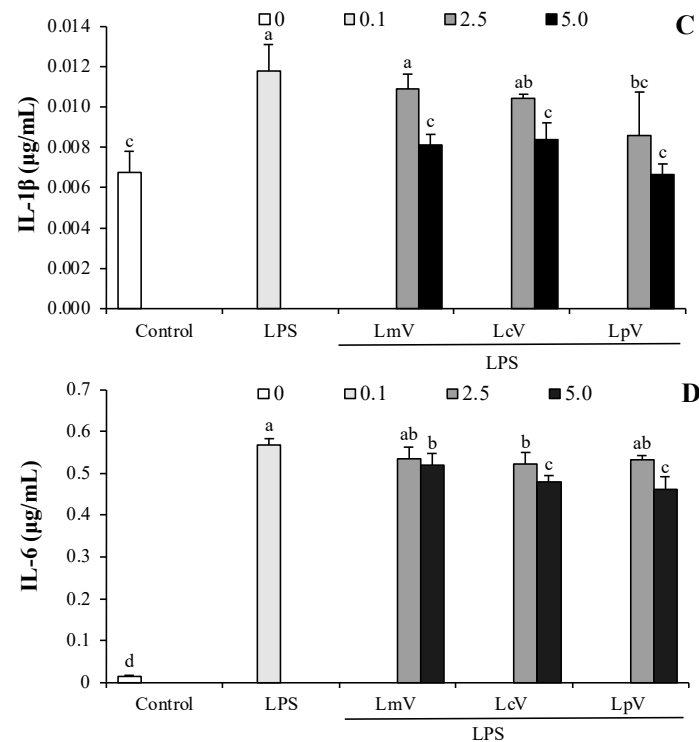 0 0.1 2.5 5.0 C
0.014
0.012
0.010
0.008
0.006
0.004
0.002
0.000
IL-1β (µg/mL)
c a a c ab c bc c
Control LPS LmV LcV LpV
LPS
0 0.1 2.5 5.0 D
0.7
0.6
0.5
0.4
0.3
0.2
0.1
0
IL-6 (µg/mL)
d a ab b b c ab c
Control LPS LmV LcV LpV
LPS